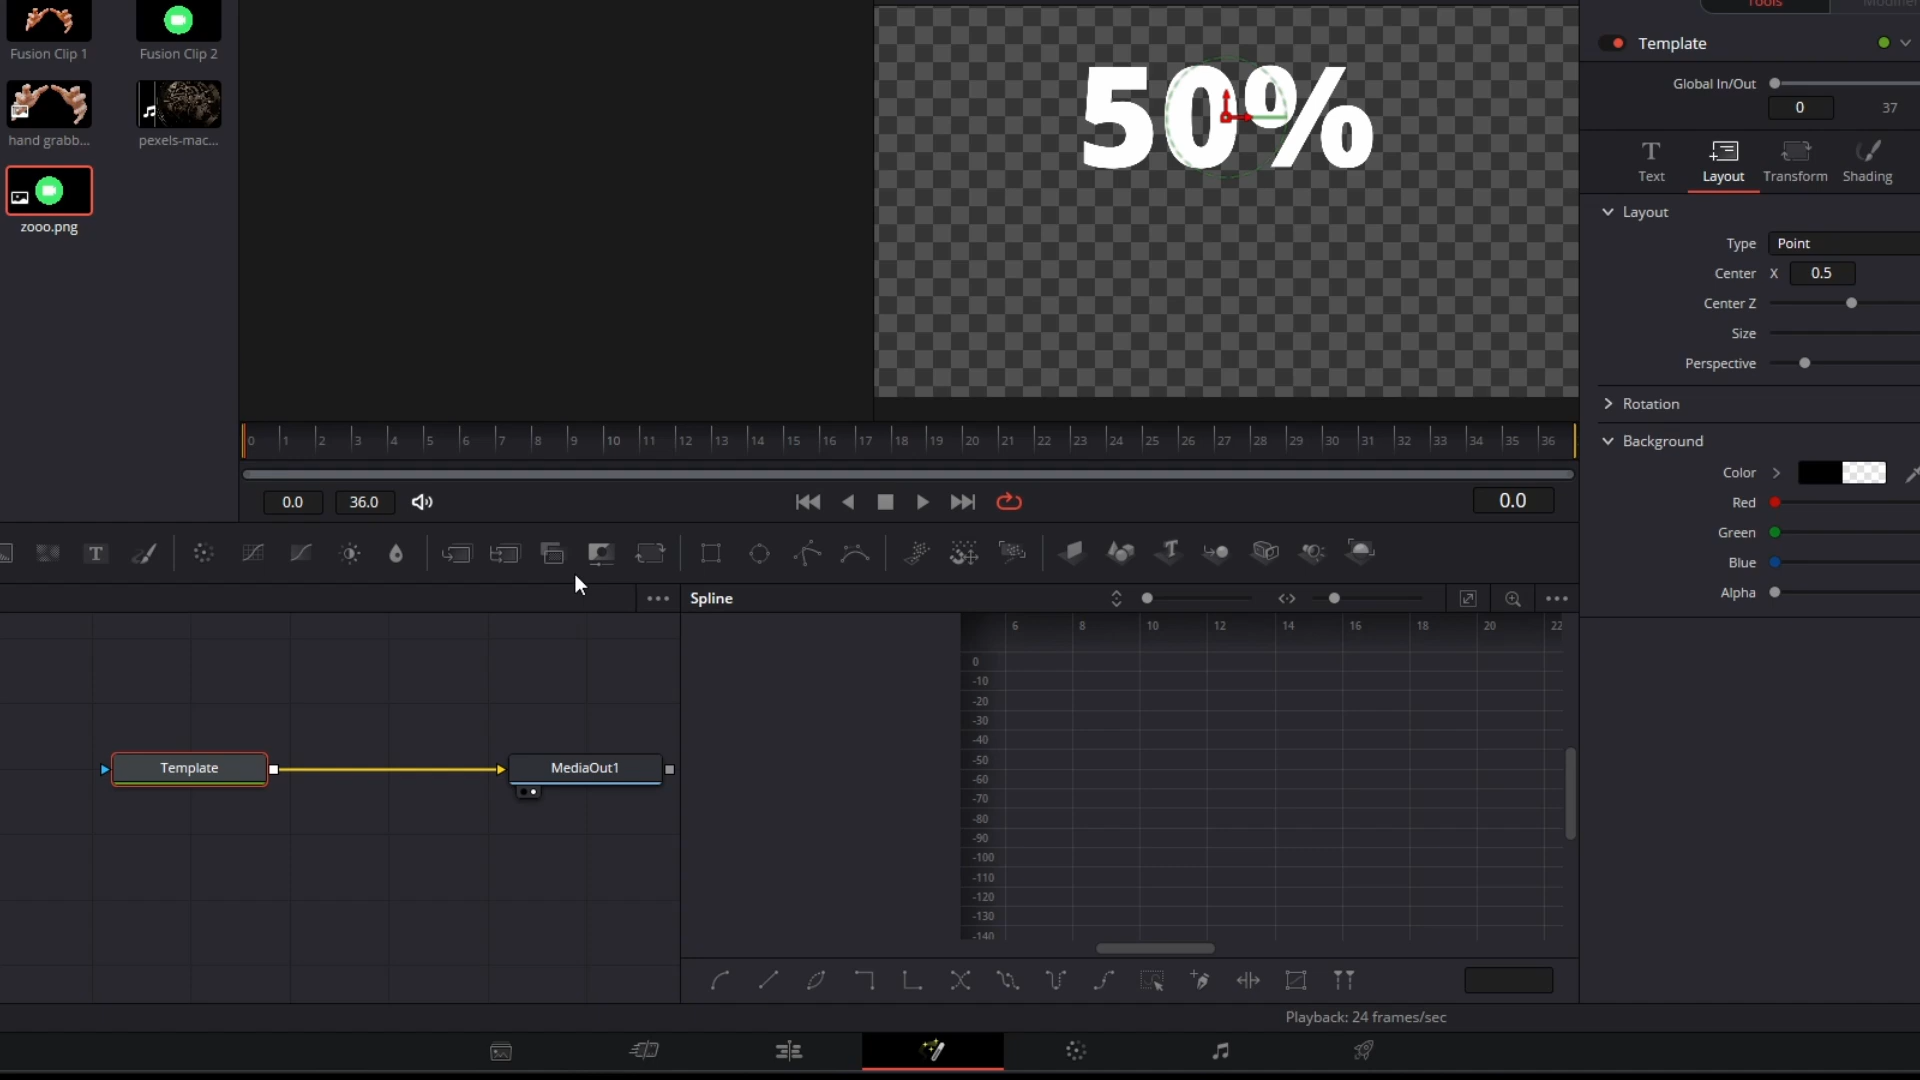 Tools
Modifiers
Fusion Clip 1
Fusion Clip 2
hand grabb...
pexels-mac...
zooo.png
50%
Template
Global In/Out
0
37
Text
Layout
Transform
Shading
Layout
Type
Point
Center X 0.5
Center Z
Size
Perspective
Rotation
Background
Color
Red
Green
Blue
Alpha
0 1 2 3 4 5 6 7 8 9 10 11 12 13 14 15 16 17 18 19 20 21 22 23 24 25 26 27 28 29 30 31 32 33 34 35 36
0.0
36.0
0.0
T
T
Spline
6 8 10 12 14 16 18 20 22
0
-10
-20
-30
-40
-50
-60
-70
-80
-90
-100
-110
-120
-130
-140
Template
MediaOut1
Playback: 24 frames/sec